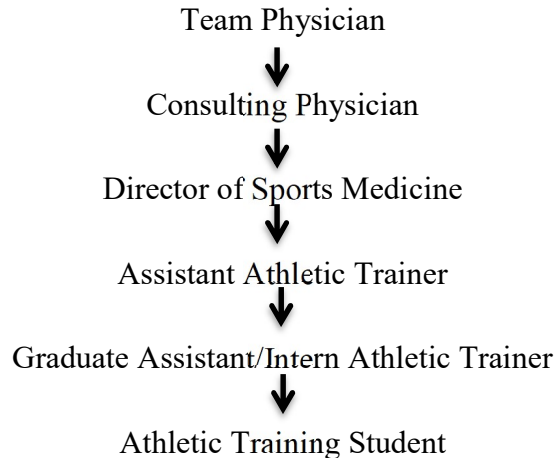 Team Physician
Consulting Physician
Director of Sports Medicine
Assistant Athletic Trainer
Graduate Assistant/Intern Athletic Trainer
Athletic Training Student